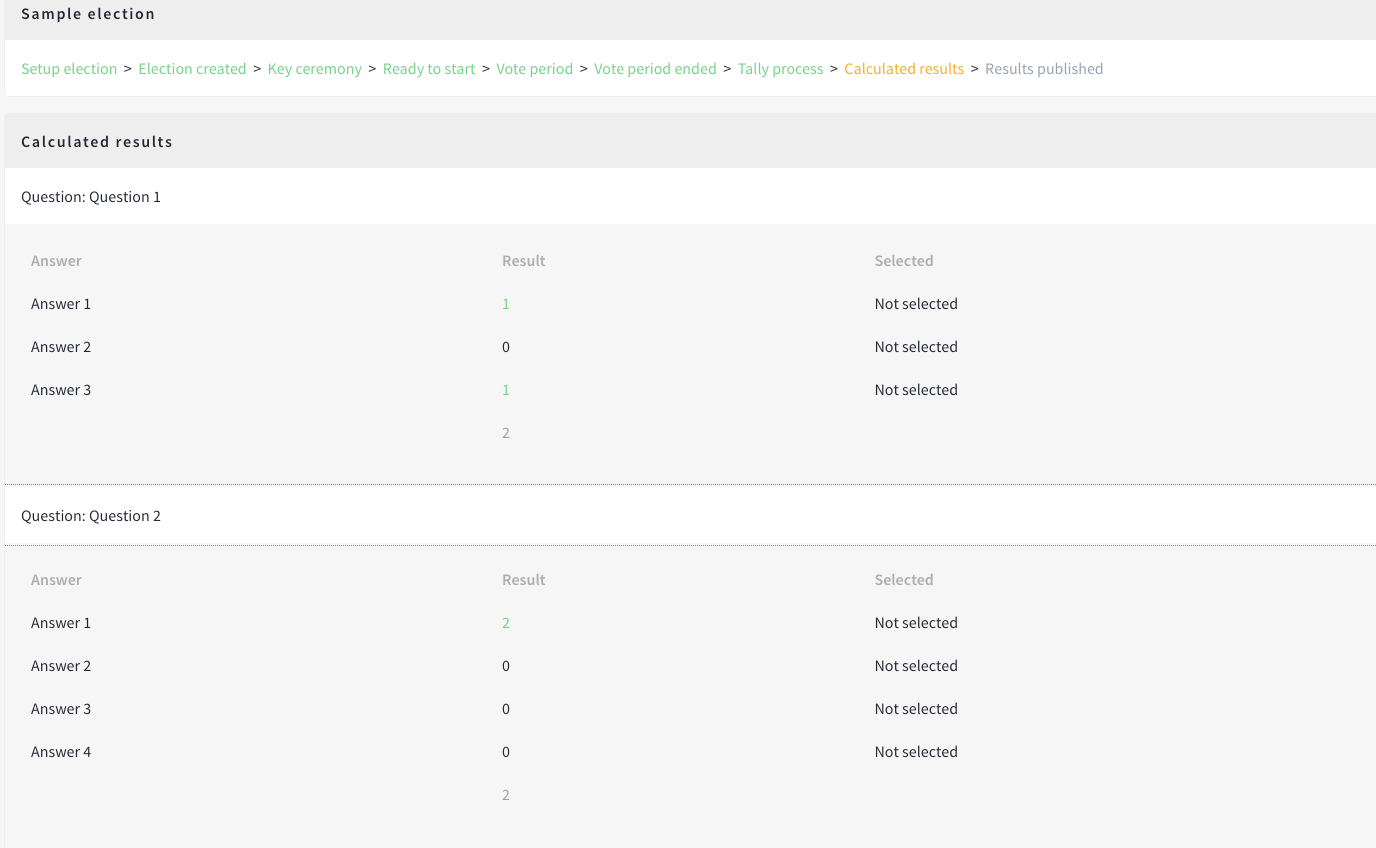 Sample election
Setup election > Election created > Key ceremony > Ready to start > Vote period > Vote period ended > Tally process > Calculated results > Results published
Calculated results
Question: Question 1
Answer Result Selected
Answer 1 1 Not selected
Answer 2 0 Not selected
Answer 3 1 Not selected
2
Question: Question 2
Answer Result Selected
Answer 1 2 Not selected
Answer 2 0 Not selected
Answer 3 0 Not selected
Answer 4 0 Not selected
2